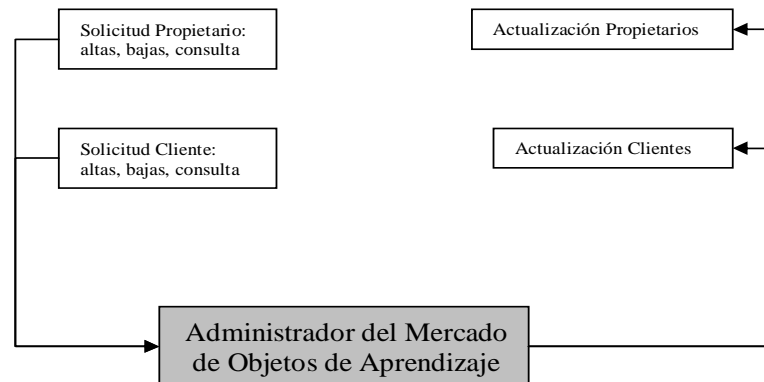 Solicitud Propietario:
altas, bajas, consulta
Actualización Propietarios
Solicitud Cliente:
altas, bajas, consulta
Actualización Clientes
Administrador del Mercado
de Objetos de Aprendizaje